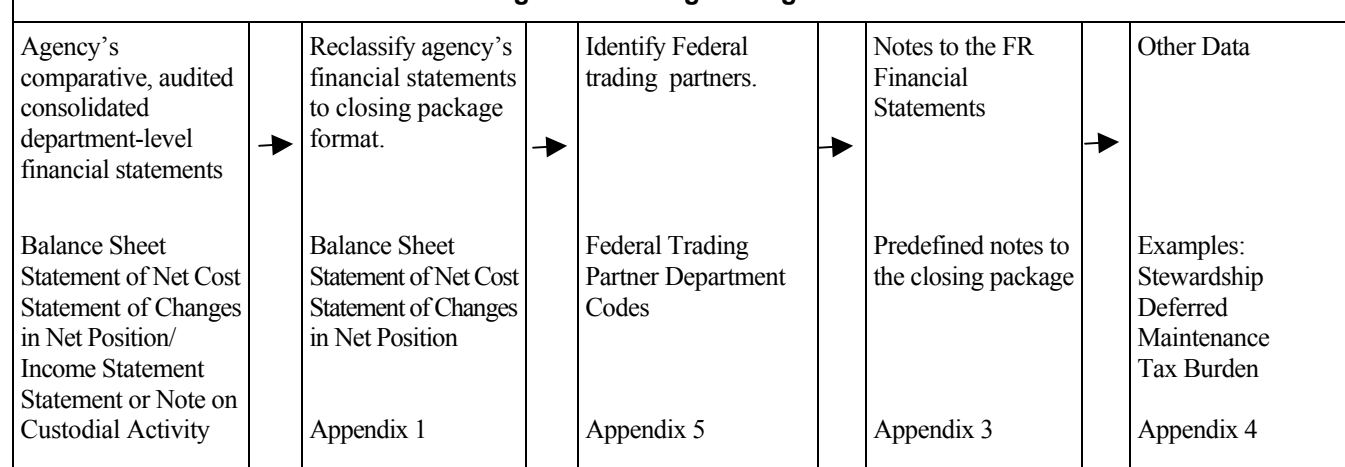 Agency’s
comparative, audited
consolidated
department-level
financial statements
Balance Sheet
Statement of Net Cost
Statement of Changes
in Net Position/
Income Statement
Statement or Note on
Custodial Activity
Reclassify agency’s
financial statements
to closing package
format.
Balance Sheet
Statement of Net Cost
Statement of Changes
in Net Position
Appendix 1
Identify Federal
trading partners.
Federal Trading
Partner Department
Codes
Appendix 5
Notes to the FR
Financial
Statements
Predefined notes to
the closing package
Appendix 3
Other Data
Examples:
Stewardship
Deferred
Maintenance
Tax Burden
Appendix 4